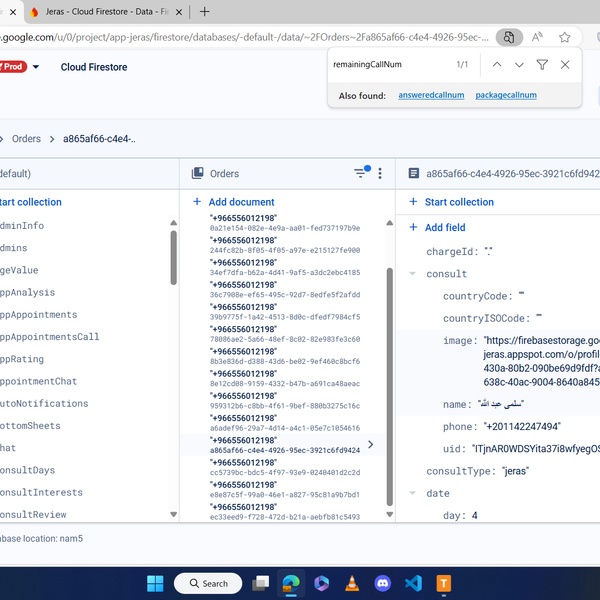 Jeras - Cloud Firestore - Data - Fi
.google.com/u/0/project/app-jeras/firestore/databases/-default-/data/~2FOrders~2Fa865af66-c4e4-4926-95ec-...
remainingCallNum 1/1
Also found: answeredcallnum packagecallnum
Prod
Cloud Firestore
Orders > a865af66-c4e4-..
default)
Orders
a865af66-c4e4-4926-95ec-3921c6fd942
tart collection
+ Add document
+ Start collection
+ Add field
dminInfo
dmins
geValue
ppAnalysis
ppAppointments
ppAppointmentsCall
ppRating
ppointmentChat
utoNotifications
ottomSheets
hat
onsultDays
onsultInterests
onsultReview
"+966556012198"
0a21e154-082e-4e9a-aa01-fed737197b9e
"+966556012198"
244fc82b-8f05-4f05-a97e-e215127fe900
"+966556012198"
34ef7dfa-b62a-4d41-9af5-a3dc2ebc4185
"+966556012198"
36c7908e-ef65-495c-92d7-8edfe5f2afdd
"+966556012198"
39b9775f-1a42-4513-8d0c-dfedf7984cf5
"+966556012198"
78086ae2-5a66-48ef-8c02-82e983fe3c60
"+966556012198"
8b3e836d-d388-43d6-be02-9ef460c8bcf6
"+966556012198"
8e12cd08-9159-4332-b47b-a691ca48aeac
"+966556012198"
959312b6-c8bb-4f61-9bef-880b3275c16c
"+966556012198"
a6adef96-29a7-4d14-a4c1-05e7c1054616
"+966556012198"
a865af66-c4e4-4926-95ec-3921c6fd9424
"+966556012198"
cc5739bc-bdc5-4f97-93e9-0240401d2c2d
"+966556012198"
e8e87c5f-99a0-46e1-a827-95c81a9b7bd1
"+966556012198"
ec33eed9-f728-472d-b21a-aebfb81c5493
chargeId: "."
consult
countryCode: ""
countryISOCode: ""
image: "https://firebasestorage.goo
jeras.appspot.com/o/profil
430a-80b2-090be69d9fdf?a
638c-40ac-9004-8640a845
name: "سلمى عبد الله"
phone: "+201142247494"
uid: "ITjnAR0WDSYita37i8wfyegOS
consultType: "jeras"
date
day: 4
abase location: nam5
Search